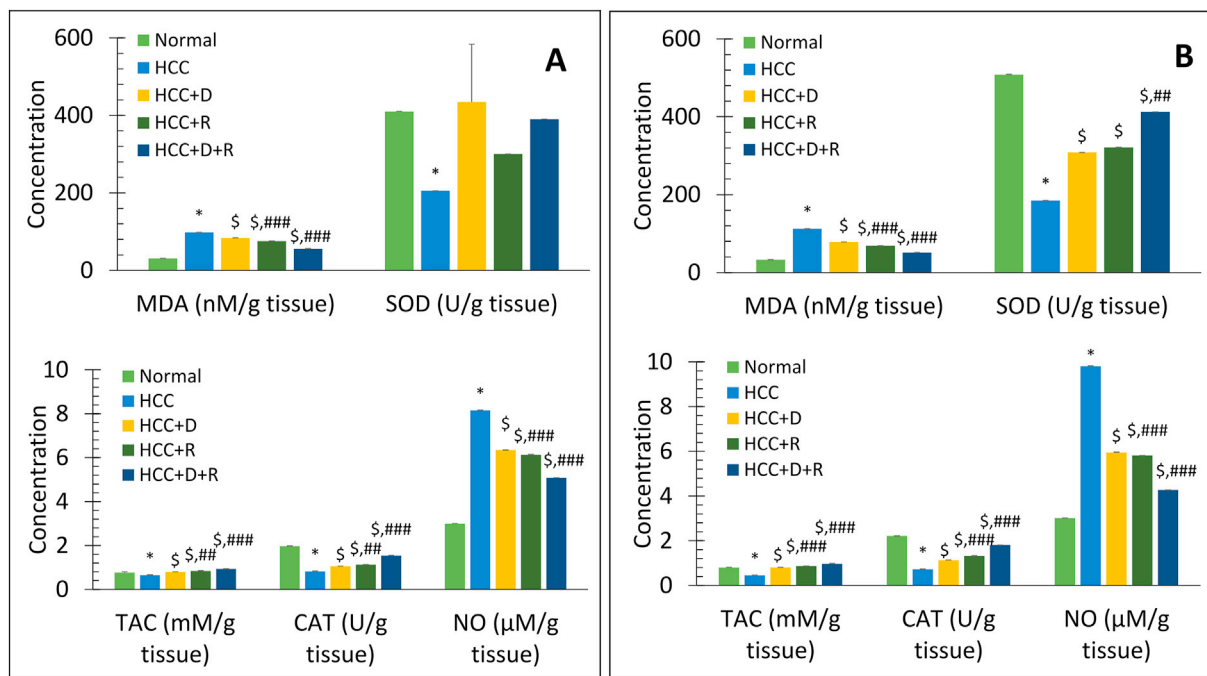 A
600
400
200
0
Concentration
Normal
HCC
HCC+D
HCC+R
HCC+D+R
*
$
$,###
$,###
*
MDA (nM/g tissue)
SOD (U/g tissue)
10
8
6
4
2
0
Concentration
Normal
HCC
HCC+D
HCC+R
HCC+D+R
*
$
$,##
$,###
*
$
$,##
$,###
*
$
$,###
$,###
TAC (mM/g
tissue)
CAT (U/g
tissue)
NO (μM/g
tissue)
B
600
400
200
0
Concentration
Normal
HCC
HCC+D
HCC+R
HCC+D+R
*
$
$,###
$,###
*
$
$
$,##
MDA (nM/g tissue)
SOD (U/g tissue)
10
8
6
4
2
0
Concentration
Normal
HCC
HCC+D
HCC+R
HCC+D+R
*
$
$,###
$,###
*
$
$,###
$,###
*
$
$,###
$,###
TAC (mM/g
tissue)
CAT (U/g
tissue)
NO (μM/g
tissue)